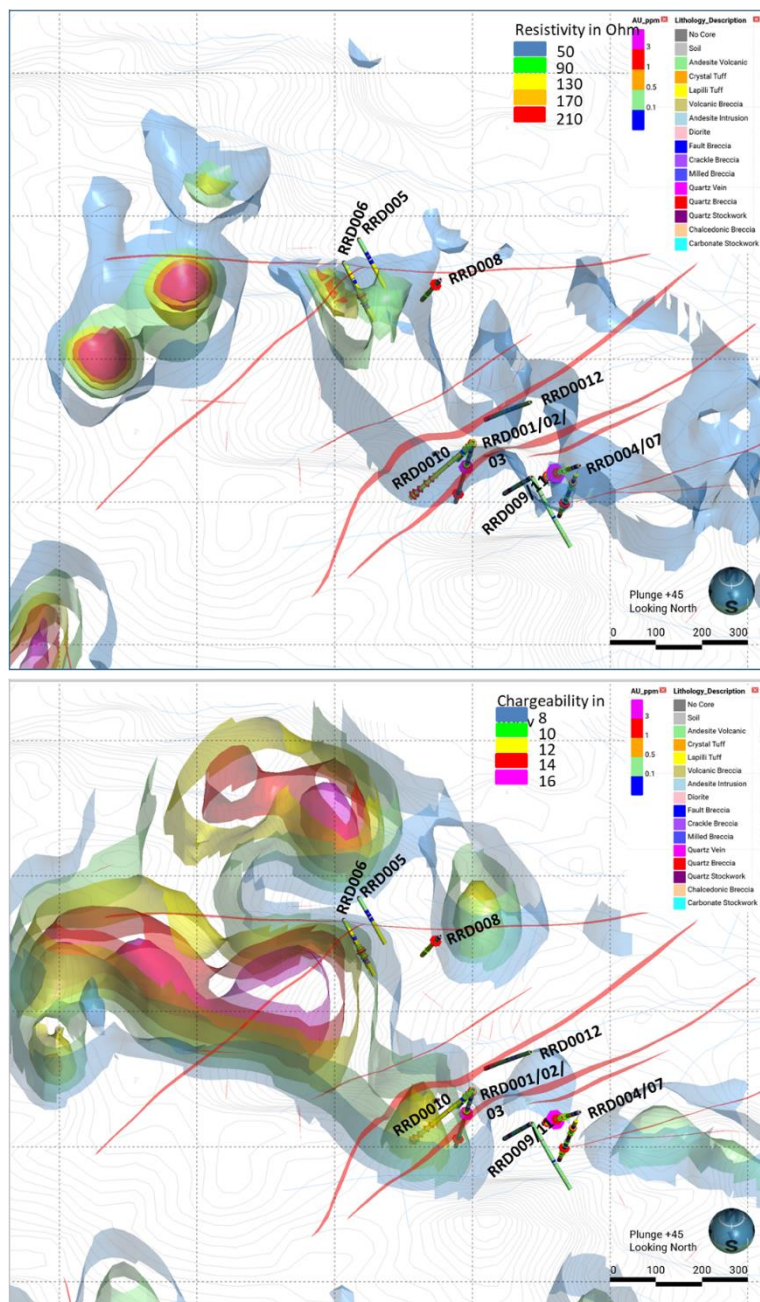 Resistivity in Ohm
50
90
130
170
210
AU_ppm
3
1
0.5
0.1
Lithology_Description
No Core
Soil
Andesite Volcanic
Crystal Tuff
Lapilli Tuff
Volcanic Breccia
Andesite Intrusion
Diorite
Fault Breccia
Crackle Breccia
Milled Breccia
Quartz Vein
Quartz Breccia
Quartz Stockwork
Chalcedonic Breccia
Carbonate Stockwork
RRD006
RRD005
RRD008
RRD0012
RRD001/02/
03
RRD0010
RRD004/07
RRD009/11
Plunge +45
Looking North
S
0 100 200 300
Chargeability in
v
8
10
12
14
16
AU_ppm
3
1
0.5
0.1
Lithology_Description
No Core
Soil
Andesite Volcanic
Crystal Tuff
Lapilli Tuff
Volcanic Breccia
Andesite Intrusion
Diorite
Fault Breccia
Crackle Breccia
Milled Breccia
Quartz Vein
Quartz Breccia
Quartz Stockwork
Chalcedonic Breccia
Carbonate Stockwork
RRD006
RRD005
RRD008
RRD0012
RRD001/02/
03
RRD0010
RRD004/07
RRD009/11
Plunge +45
Looking North
S
0 100 200 300